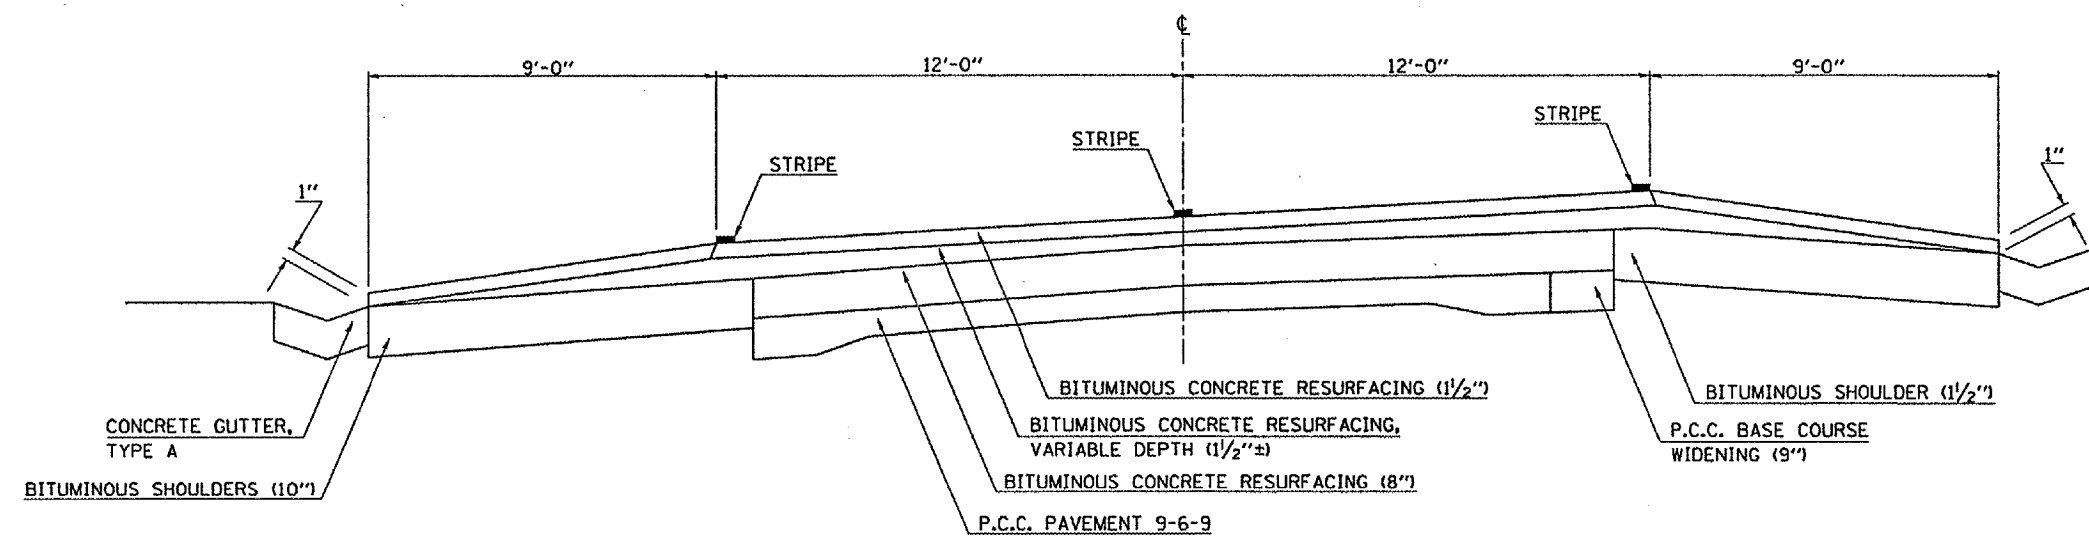 ℄
9'-0"
12'-0"
12'-0"
9'-0"
STRIPE
STRIPE
STRIPE
1"
1"
BITUMINOUS CONCRETE RESURFACING (1½")
BITUMINOUS SHOULDER (1½")
CONCRETE GUTTER,
TYPE A
BITUMINOUS CONCRETE RESURFACING,
VARIABLE DEPTH (1½"±)
P.C.C. BASE COURSE
WIDENING (9")
BITUMINOUS SHOULDERS (10")
BITUMINOUS CONCRETE RESURFACING (8")
P.C.C. PAVEMENT 9-6-9